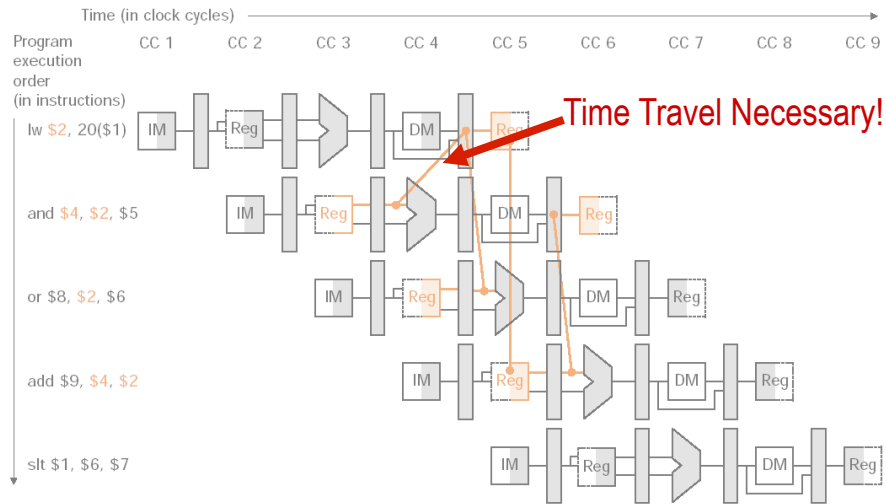 Time (in clock cycles)
Program
execution
order
(in instructions)
CC 1 CC 2 CC 3 CC 4 CC 5 CC 6 CC 7 CC 8 CC 9
Time Travel Necessary!
lw $2, 20($1) IM Reg DM Reg
and $4, $2, $5 IM Reg DM Reg
or $8, $2, $6 IM Reg DM Reg
add $9, $4, $2 IM Reg DM Reg
slt $1, $6, $7 IM Reg DM Reg